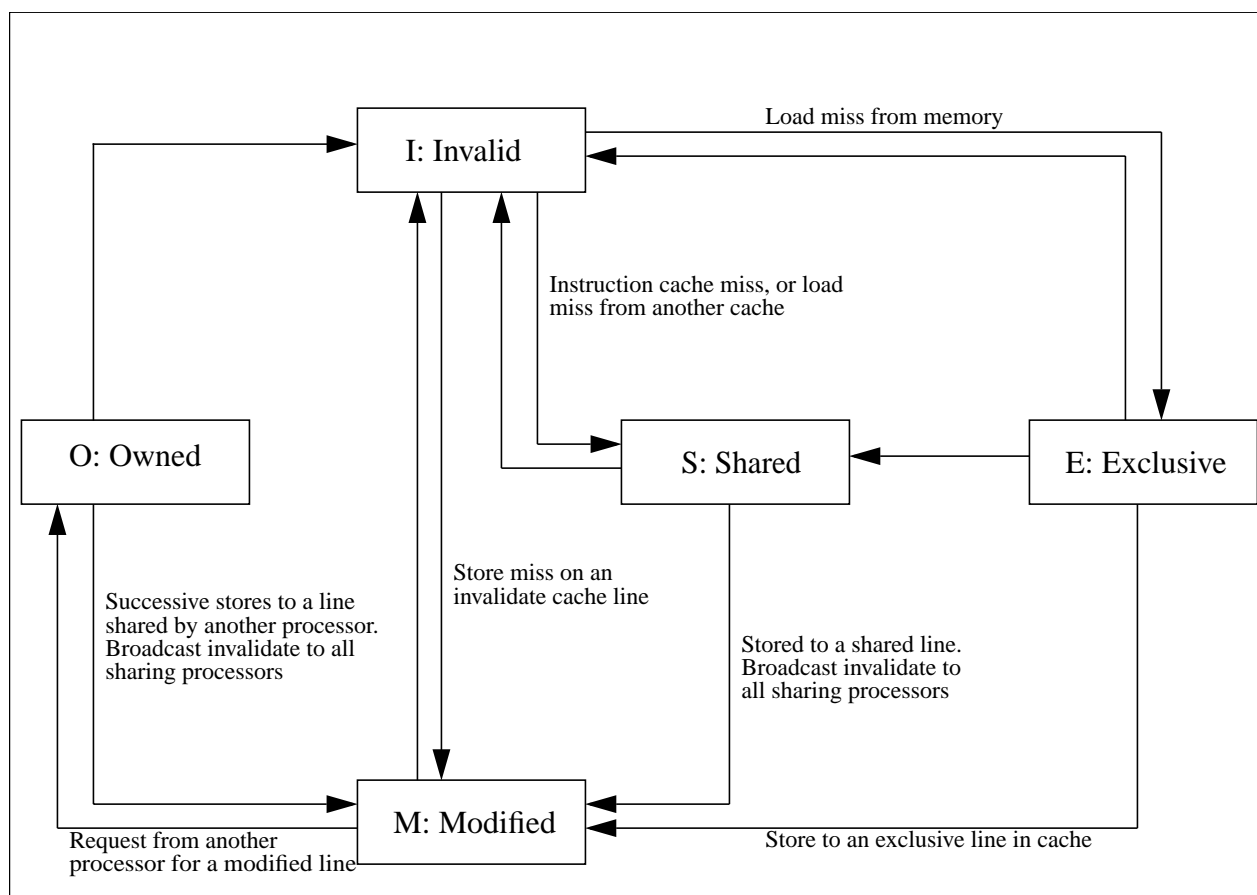 Load miss from memory
I: Invalid
Instruction cache miss, or load
miss from another cache
O: Owned
S: Shared
E: Exclusive
Store miss on an
invalidate cache line
Successive stores to a line
shared by another processor.
Broadcast invalidate to all
sharing processors
Stored to a shared line.
Broadcast invalidate to
all sharing processors
M: Modified
Request from another
processor for a modified line
Store to an exclusive line in cache